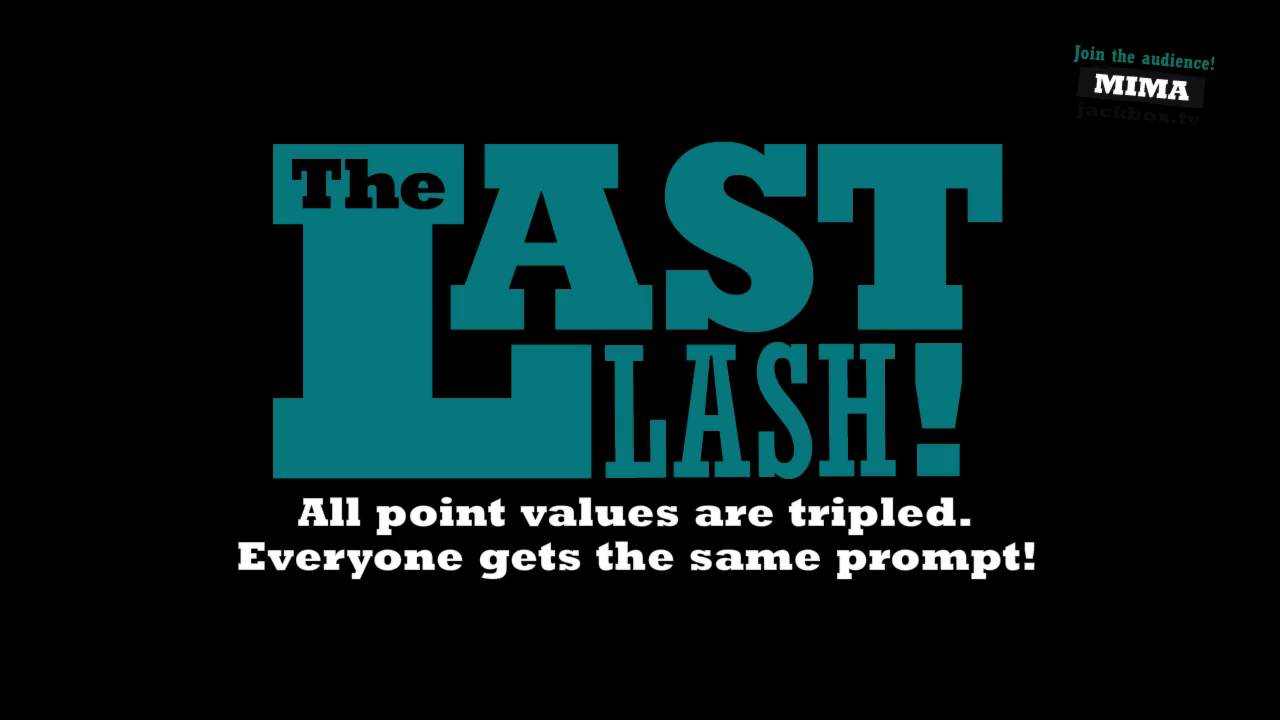 Join the audience!
MIMA
jackbox.tv
The LAST
LASH!
All point values are tripled.
Everyone gets the same prompt!